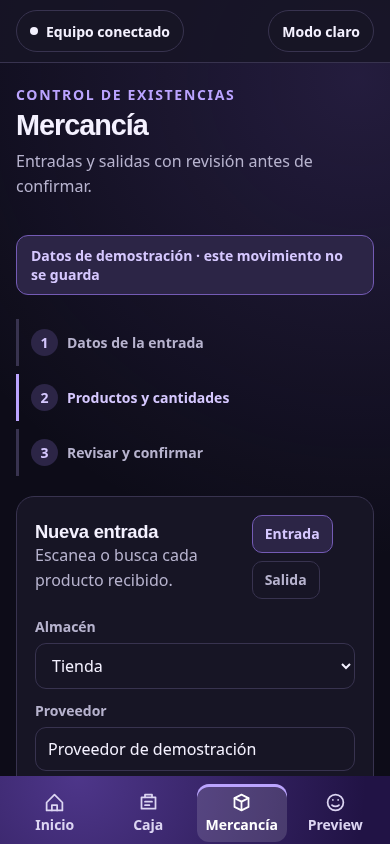 Equipo conectado
Modo claro
CONTROL DE EXISTENCIAS
Mercancía
Entradas y salidas con revisión antes de
confirmar.
Datos de demostración · este movimiento no
se guarda
1 Datos de la entrada
2 Productos y cantidades
3 Revisar y confirmar
Nueva entrada
Escanea o busca cada
producto recibido.
Entrada
Salida
Almacén
Tienda
Proveedor
Proveedor de demostración
Inicio
Caja
Mercancía
Preview